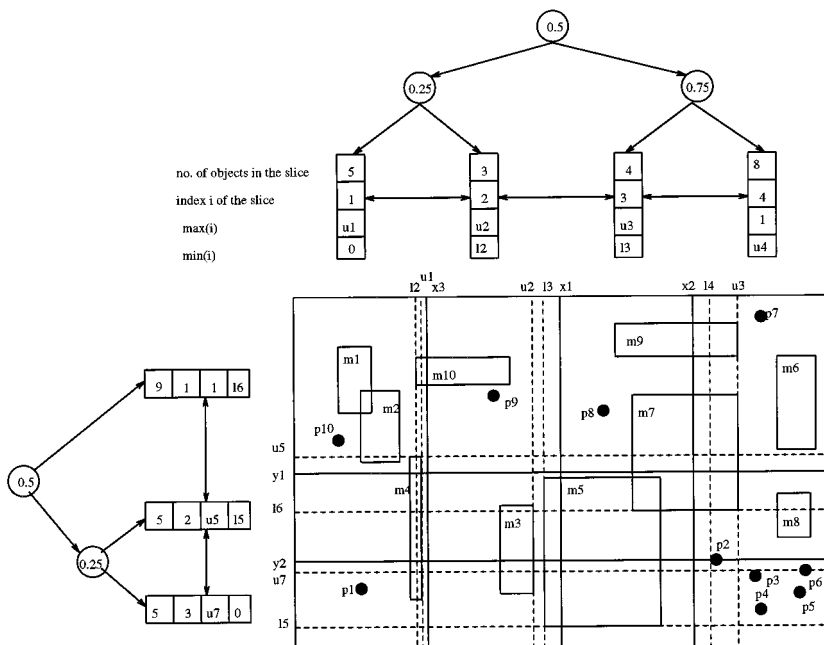 0.5
0.25 0.75
no. of objects in the slice 5 3 4 8
index i of the slice 1 2 3 4
max(i) u1 u2 u3 1
min(i) 0 l2 l3 u4
u1
l2 x3 u2 l3 x1 x2 l4 u3
p7
m9
m1
m10
m6
9 1 1 l6
m2
p9
p8
m7
p10
u5
y1
0.5
m4
m5
l6
5 2 u5 l5
m3
m8
p2
0.25
y2
u7
p1
p3 p6
p4 p5
5 3 u7 0
l5